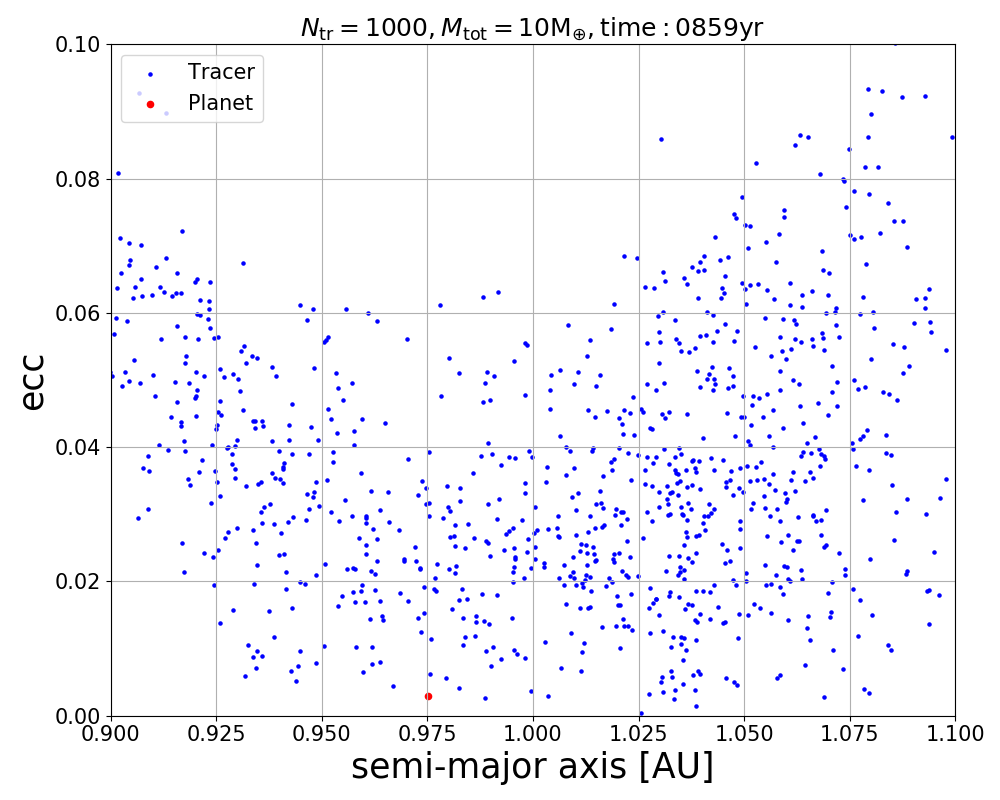 N_tr = 1000, M_tot = 10M_⊕, time : 0859yr
Tracer
Planet
ecc
0.10
0.08
0.06
0.04
0.02
0.00
0.900 0.925 0.950 0.975 1.000 1.025 1.050 1.075 1.100
semi-major axis [AU]